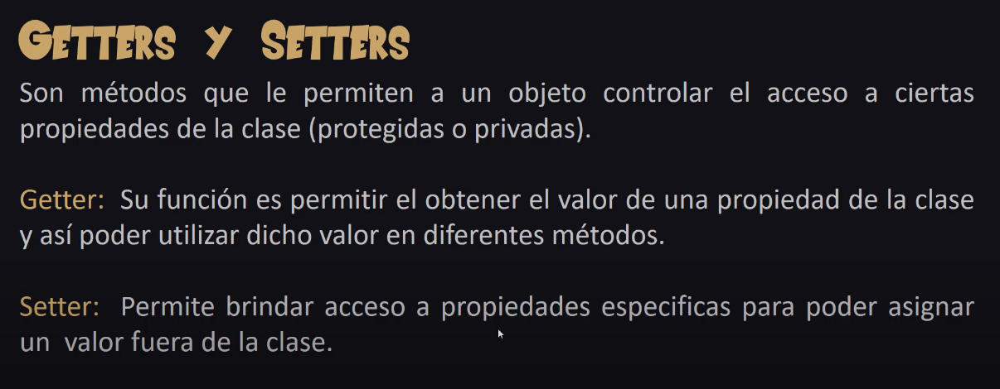 Getters y Setters
Son métodos que le permiten a un objeto controlar el acceso a ciertas
propiedades de la clase (protegidas o privadas).
Getter: Su función es permitir el obtener el valor de una propiedad de la clase
y así poder utilizar dicho valor en diferentes métodos.
Setter: Permite brindar acceso a propiedades especificas para poder asignar
un valor fuera de la clase.